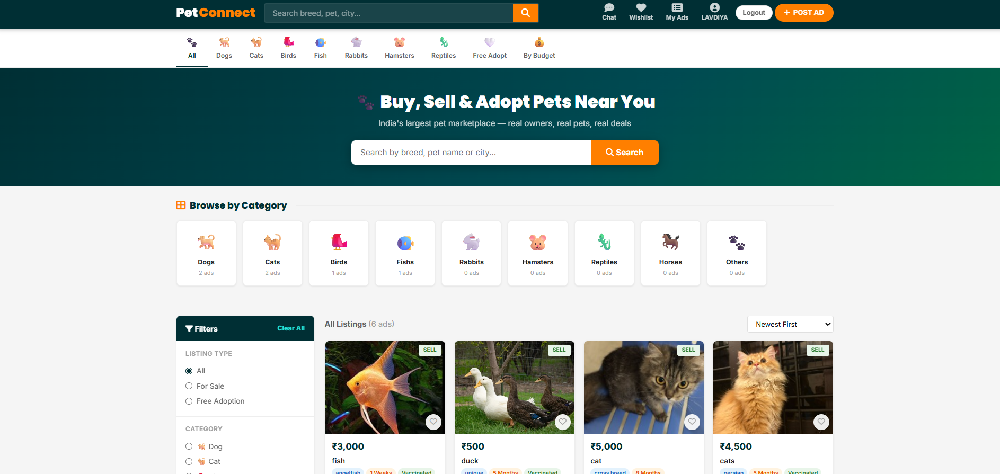 PetConnect
Search breed, pet, city...
Chat
Wishlist
My Ads
LAVDIYA
Logout
+ POST AD
All
Dogs
Cats
Birds
Fish
Rabbits
Hamsters
Reptiles
Free Adopt
By Budget
Buy, Sell & Adopt Pets Near You
India's largest pet marketplace — real owners, real pets, real deals
Search by breed, pet name or city...
Search
Browse by Category
Dogs
2 ads
Cats
2 ads
Birds
1 ads
Fishs
1 ads
Rabbits
0 ads
Hamsters
0 ads
Reptiles
0 ads
Horses
0 ads
Others
0 ads
Filters
Clear All
LISTING TYPE
All
For Sale
Free Adoption
CATEGORY
Dog
Cat
All Listings (6 ads)
Newest First
SELL
₹3,000
fish
angelfish
1 Weeks
Vaccinated
SELL
₹500
duck
unique
5 Months
Vaccinated
SELL
₹5,000
cat
cross breed
8 Months
SELL
₹4,500
cats
persian
5 Months
Vaccinated